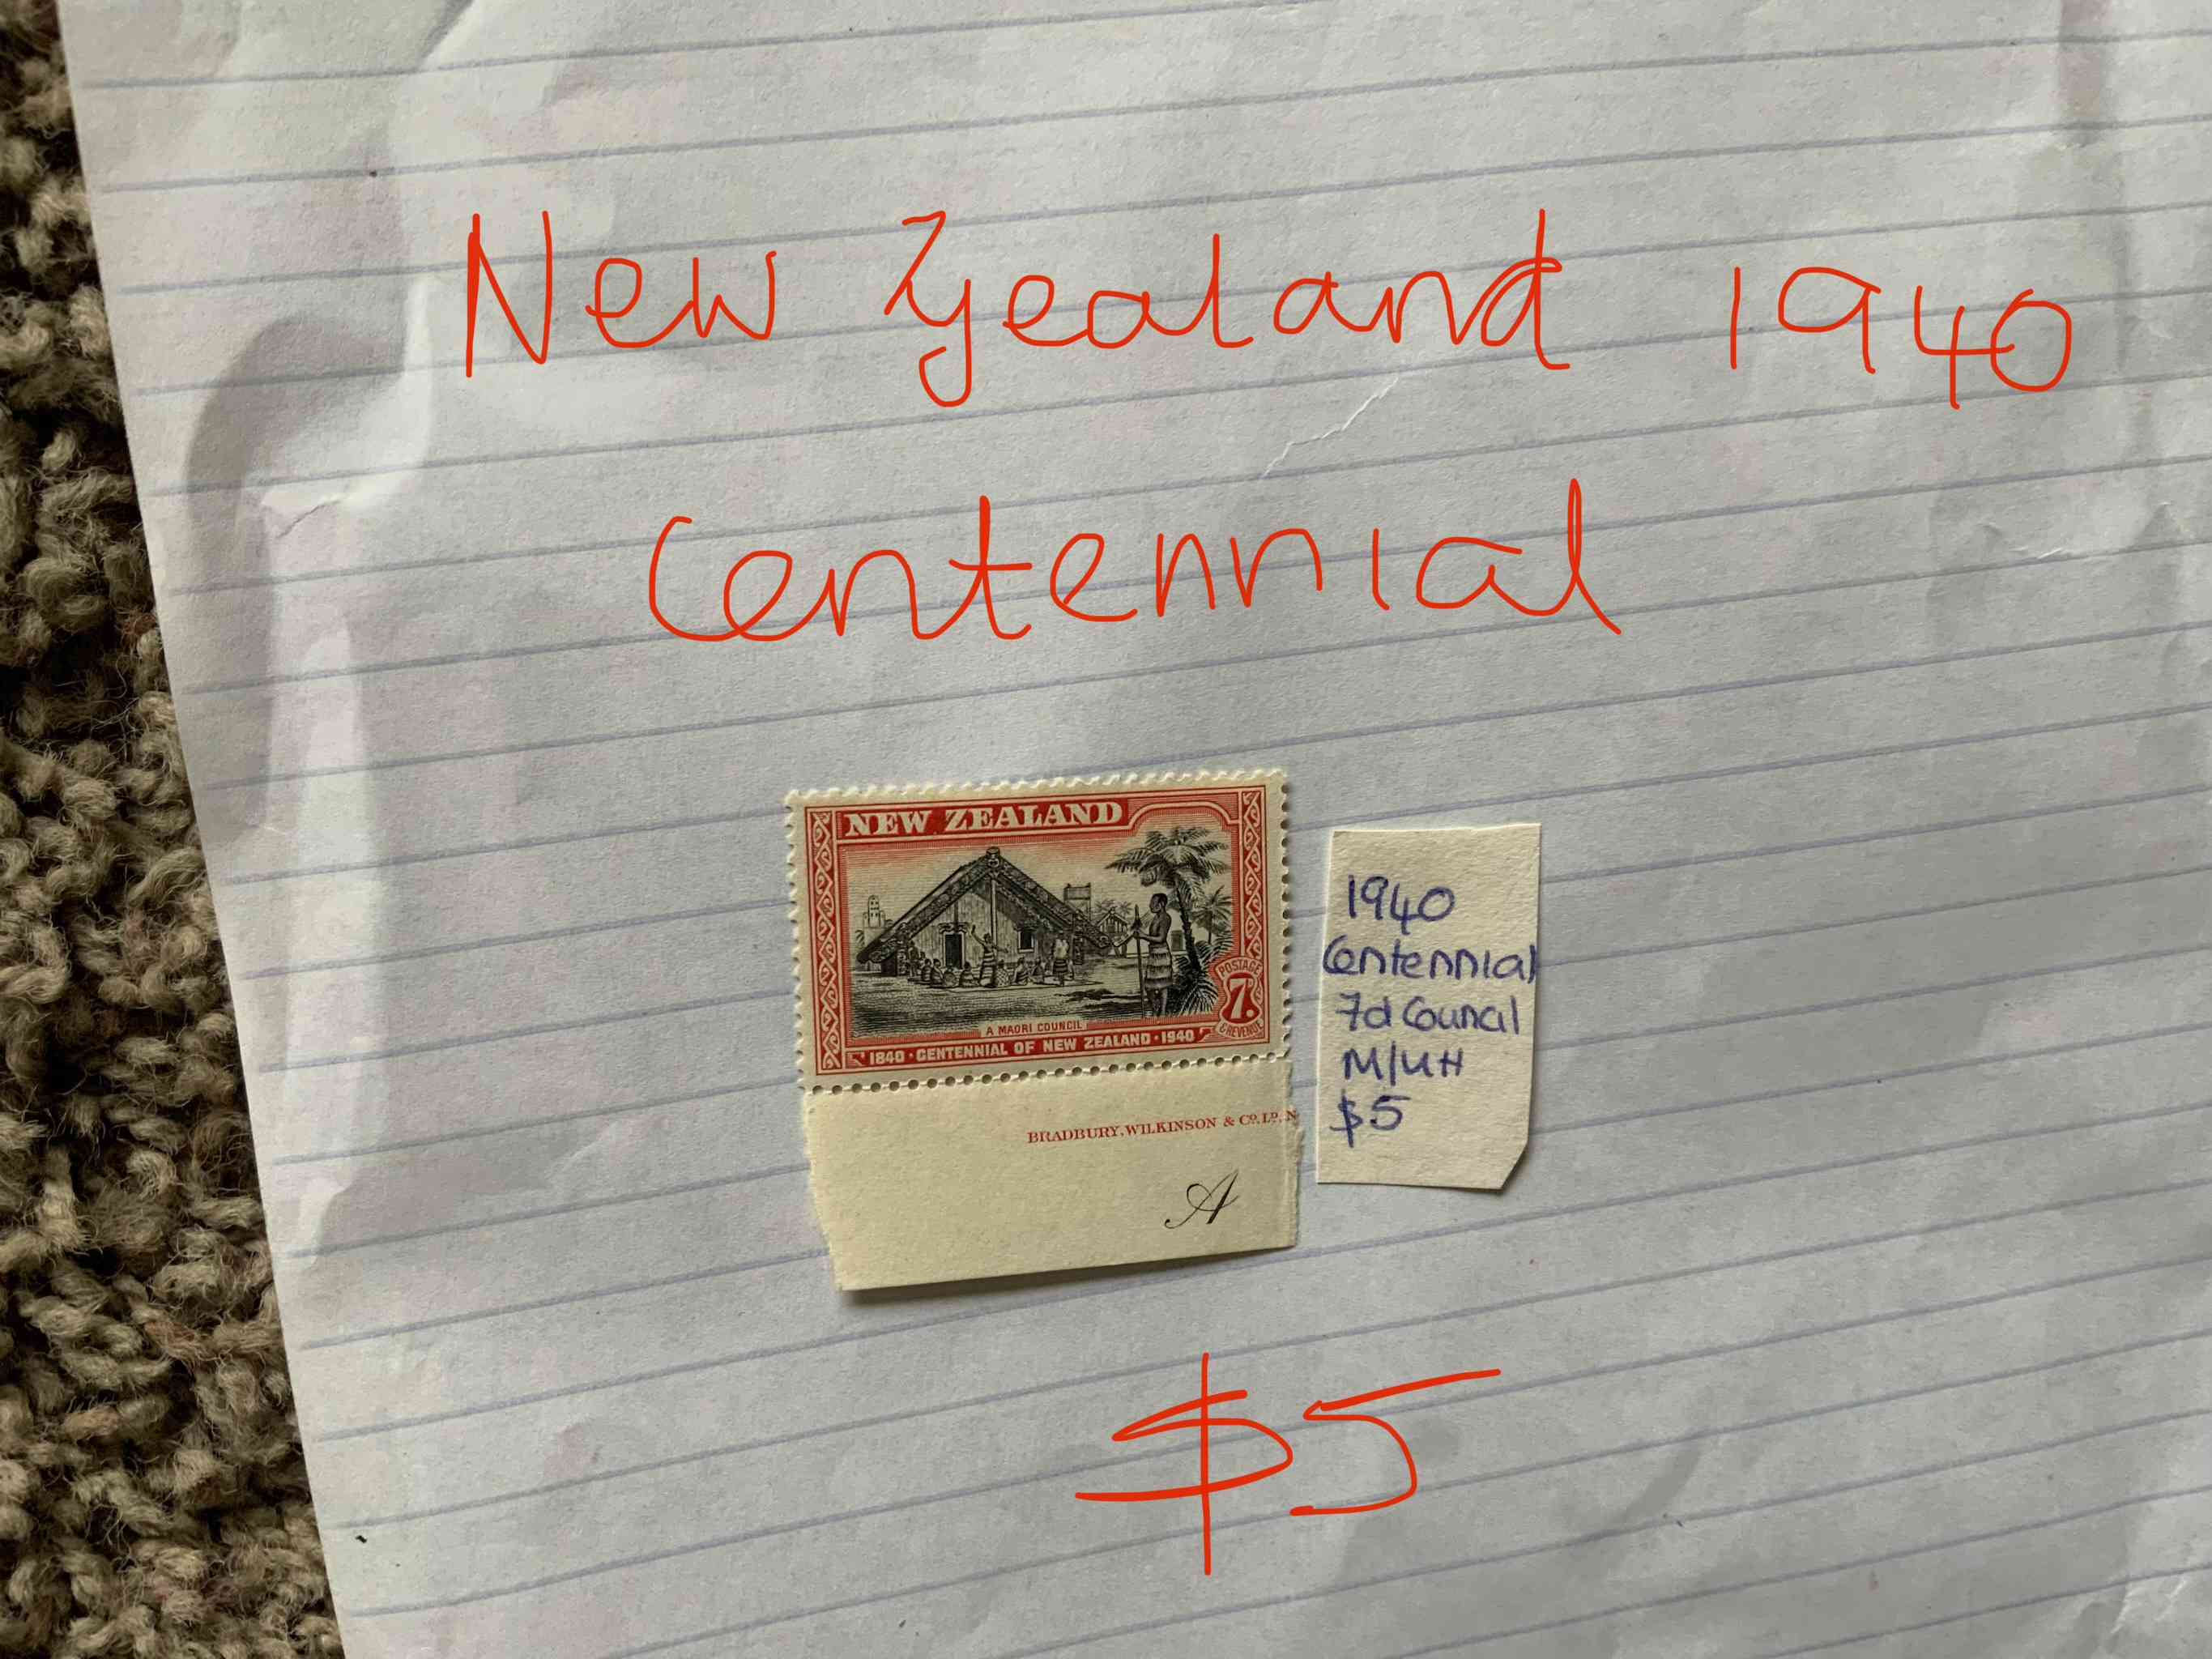 New Zealand 1940
Centennial
NEW ZEALAND
POSTAGE
7d.
& REVENUE
A MAORI COUNCIL
1840 · CENTENNIAL OF NEW ZEALAND · 1940
BRADBURY, WILKINSON & Co. Ld. N
A
1940
Centennial
7d Council
M/UH
$5
$5